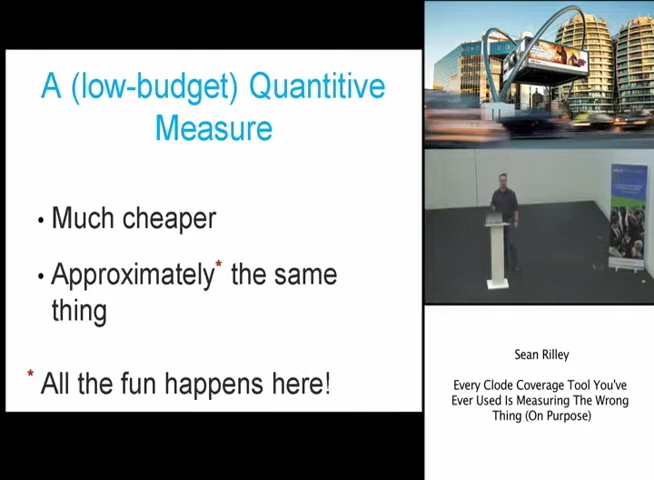 A (low-budget) Quantitive
Measure
• Much cheaper
• Approximately* the same
thing
* All the fun happens here!
Sean Rilley
Every Clode Coverage Tool You've
Ever Used Is Measuring The Wrong
Thing (On Purpose)